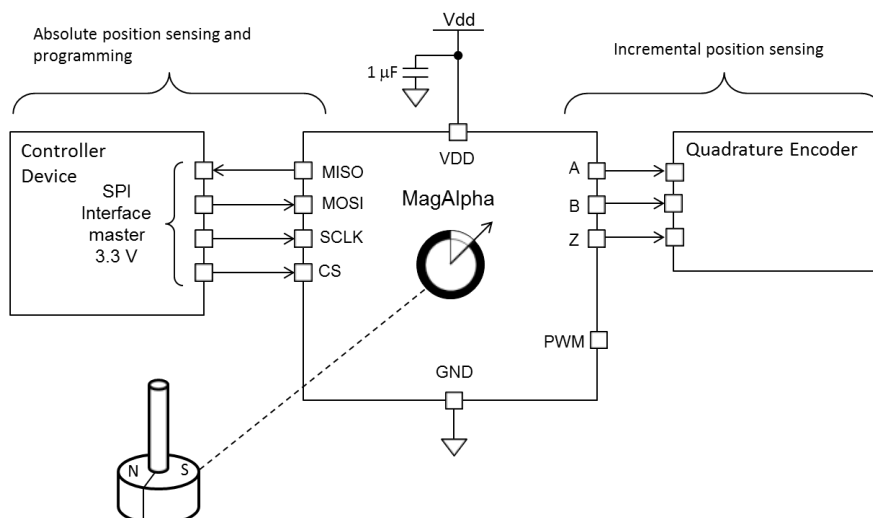 Absolute position sensing and
programming
Vdd
1 µF
Incremental position sensing
Controller
Device
SPI
Interface
master
3.3 V
MISO
MOSI
SCLK
CS
VDD
MagAlpha
A
B
Z
PWM
GND
Quadrature Encoder
N
S